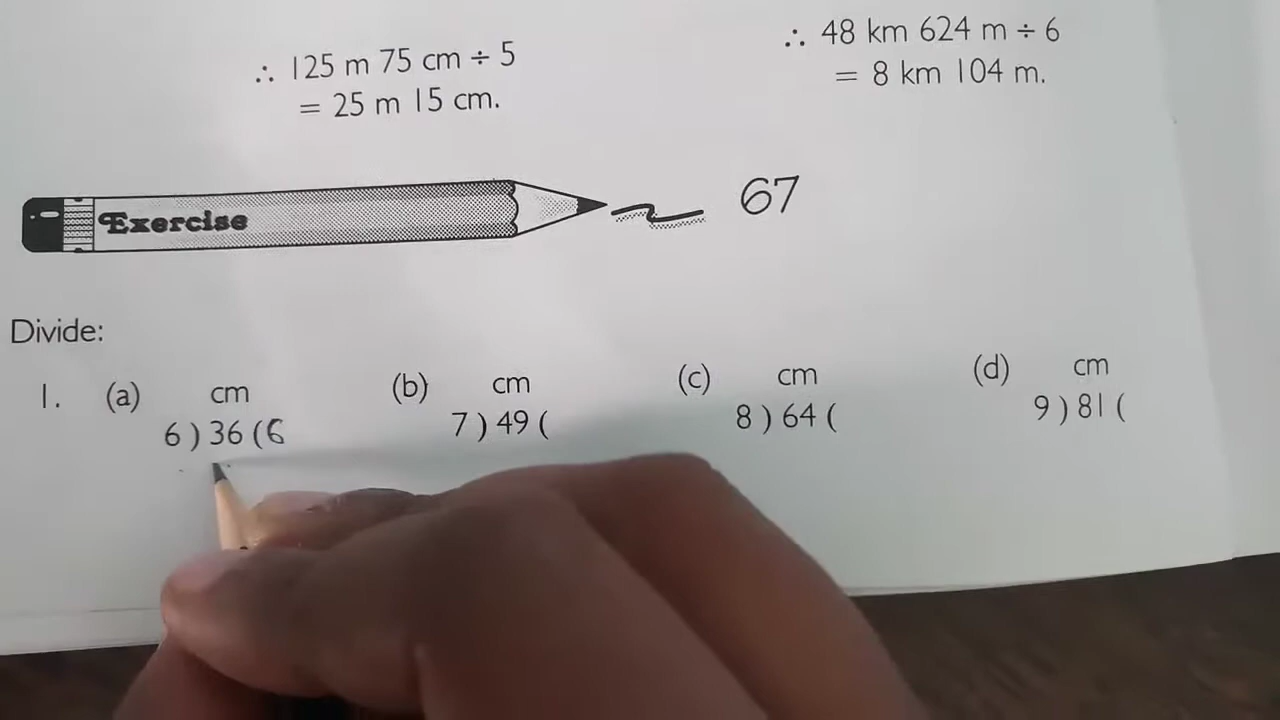 ∴ 125 m 75 cm ÷ 5
= 25 m 15 cm.
∴ 48 km 624 m ÷ 6
= 8 km 104 m.
Exercise 67
Divide:
1. (a) cm
6 ) 36 ( 6
(b) cm
7 ) 49 (
(c) cm
8 ) 64 (
(d) cm
9 ) 81 (